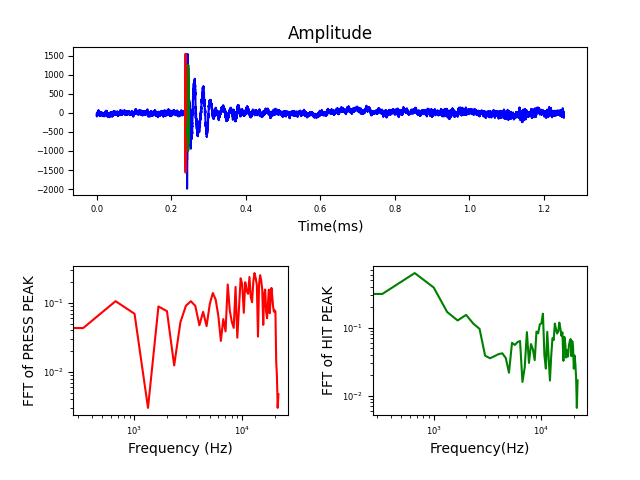 Amplitude
1500
1000
500
0
−500
−1000
−1500
−2000
0.0 0.2 0.4 0.6 0.8 1.0 1.2
Time(ms)
FFT of PRESS PEAK
10⁻¹
10⁻²
10³ 10⁴
Frequency (Hz)
FFT of HIT PEAK
10⁻¹
10⁻²
10³ 10⁴
Frequency(Hz)